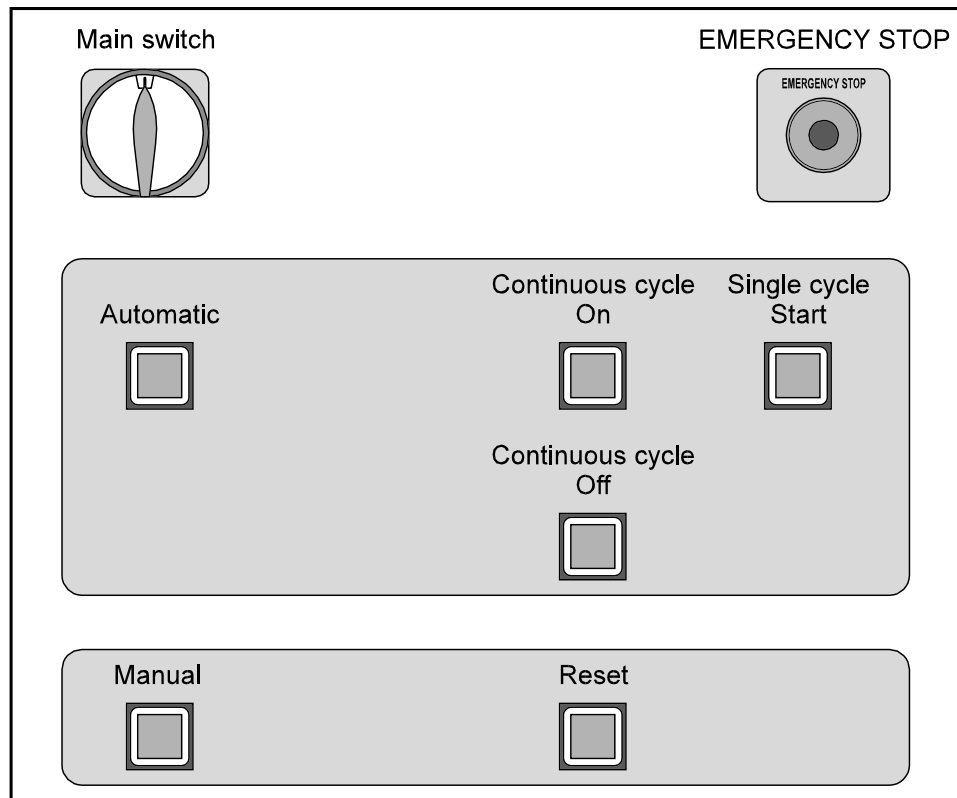 Main switch
EMERGENCY STOP
EMERGENCY STOP
Automatic
Continuous cycle
On
Single cycle
Start
Continuous cycle
Off
Manual
Reset